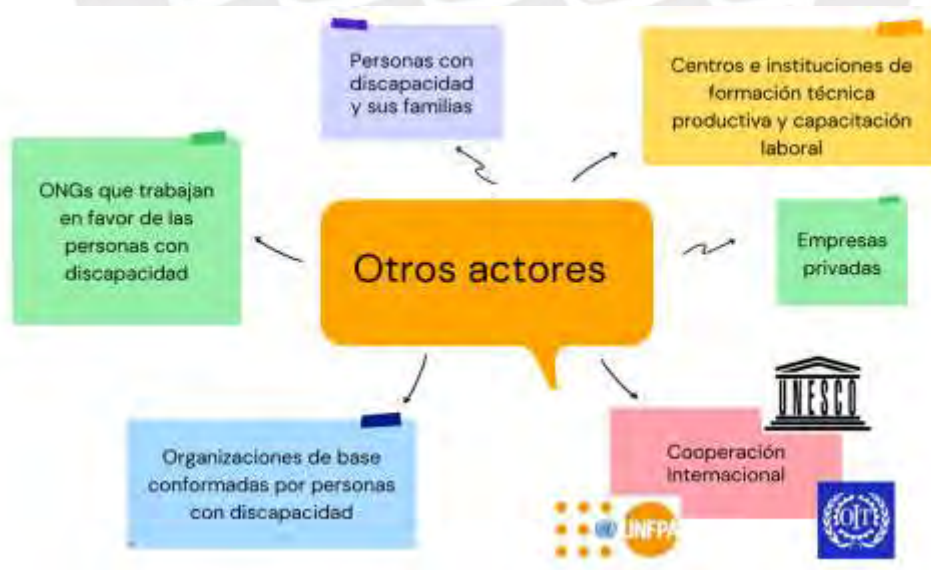 Personas con
discapacidad
y sus familias
Centros e instituciones de
formación técnica
productiva y capacitación
laboral
ONGs que trabajan
en favor de las
personas con
discapacidad
Otros actores
Empresas
privadas
UNESCO
Organizaciones de base
conformadas por personas
con discapacidad
Cooperación
Internacional
UNFPA
OIT